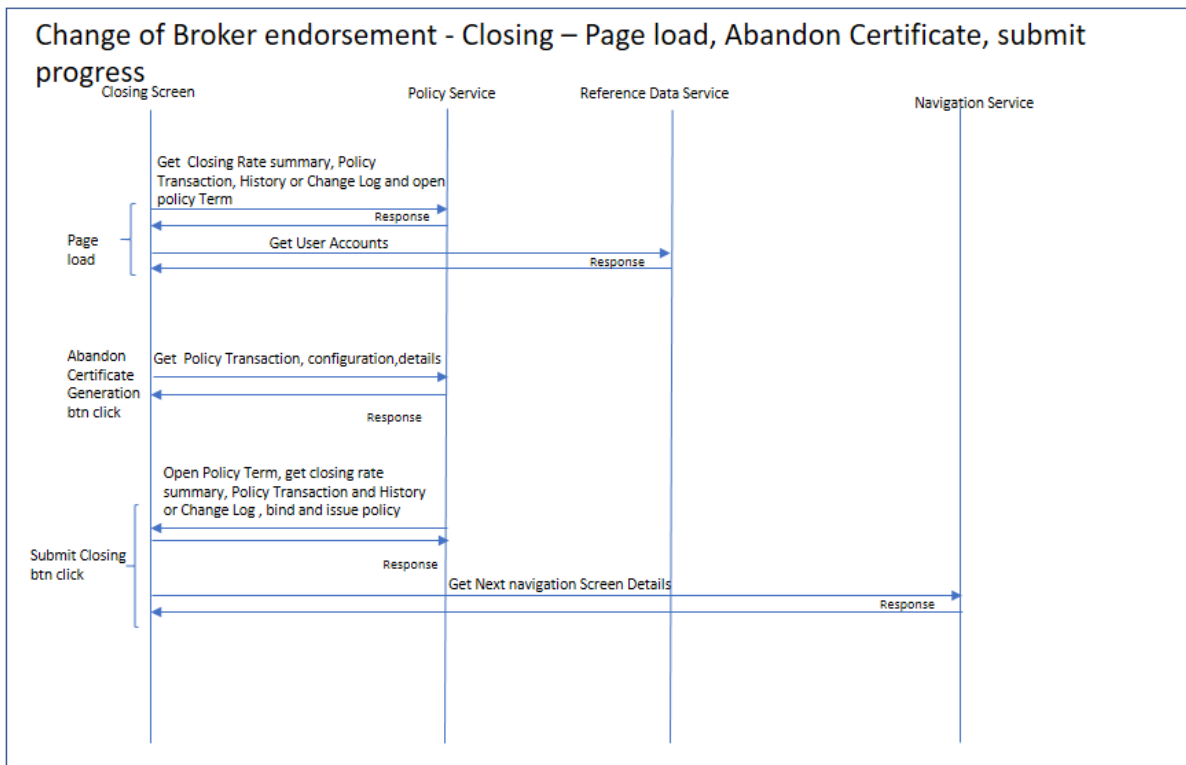 Change of Broker endorsement - Closing – Page load, Abandon Certificate, submit
progress
Closing Screen
Policy Service
Reference Data Service
Navigation Service
Get Closing Rate summary, Policy
Transaction, History or Change Log and open
policy Term
Response
Page
load
Get User Accounts
Response
Abandon
Certificate
Generation
btn click
Get Policy Transaction, configuration,details
Response
Open Policy Term, get closing rate
summary, Policy Transaction and History
or Change Log , bind and issue policy
Submit Closing
btn click
Response
Get Next navigation Screen Details
Response